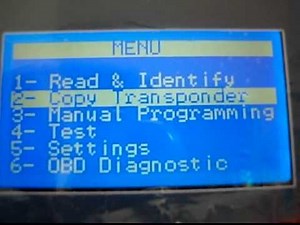 MENU
1- Read & Identify
2- Copy Transponder
3- Manual Programming
4- Test
5- Settings
6- OBD Diagnostic